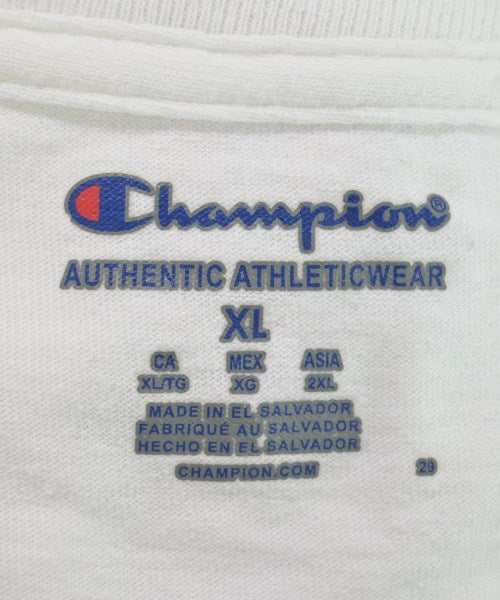 Champion®
AUTHENTIC ATHLETICWEAR
XL
CA MEX ASIA
XL/TG XG 2XL
MADE IN EL SALVADOR
FABRIQUÉ AU SALVADOR
HECHO EN EL SALVADOR
CHAMPION.COM 29